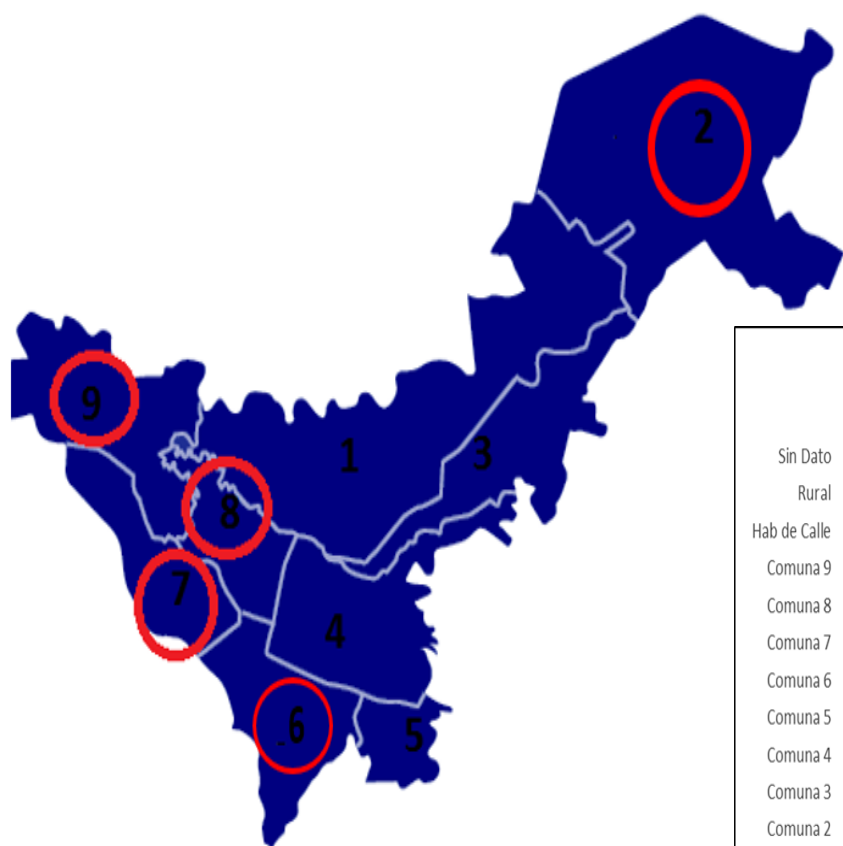 2
9
1
3
8
7
4
6
5
Sin Dato
Rural
Hab de Calle
Comuna 9
Comuna 8
Comuna 7
Comuna 6
Comuna 5
Comuna 4
Comuna 3
Comuna 2